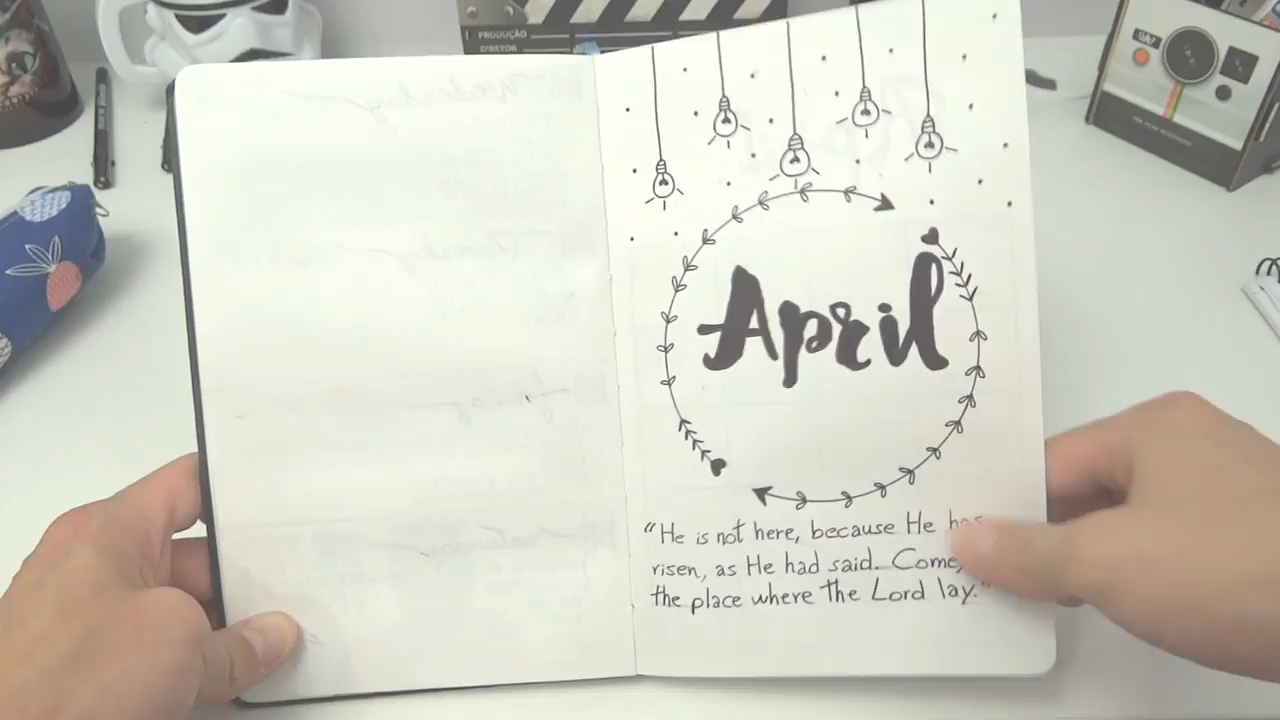 PRODUÇÃO
DIRETOR
April
"He is not here, because He has
risen, as He had said. Come,
the place where the Lord lay."